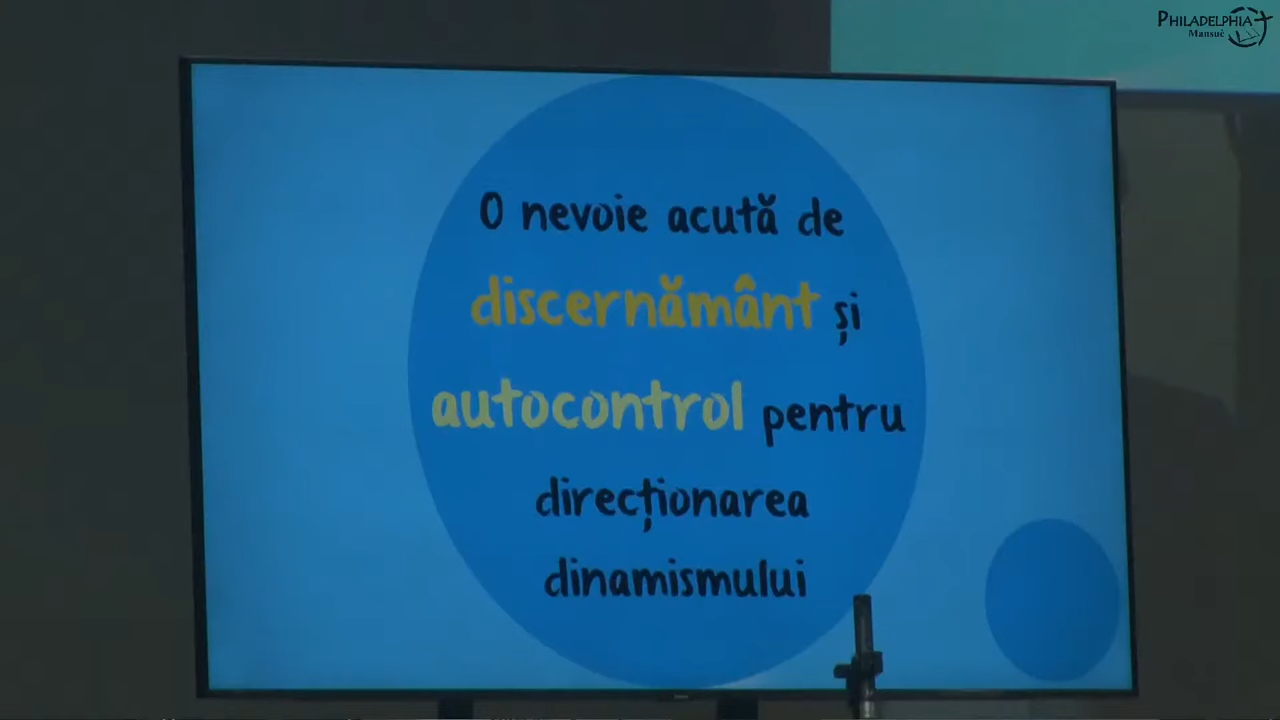 PHILADELPHIA
Mansuè
O nevoie acută de
discernământ și
autocontrol pentru
direcționarea
dinamismului